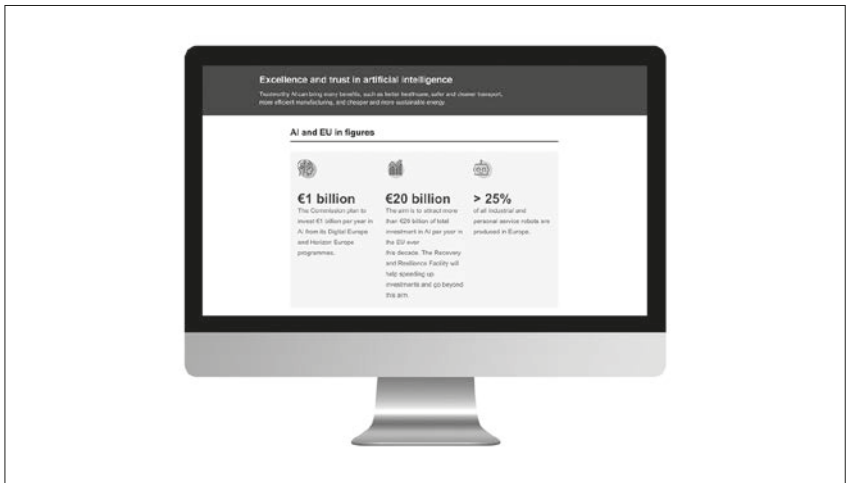 Excellence and trust in artificial intelligence
Trustworthy AI can bring many benefits, such as better healthcare, safer and cleaner transport,
more efficient manufacturing, and cheaper and more sustainable energy.
AI and EU in figures
€1 billion
The Commission plan to
invest €1 billion per year in
AI from its Digital Europe
and Horizon Europe
programmes.
€20 billion
The aim is to attract more
than €20 billion of total
investment in AI per year in
the EU over
this decade. The Recovery
and Resilience Facility will
help speeding up
investments and go beyond
this aim.
> 25%
of all industrial and
personal service robots are
produced in Europe.